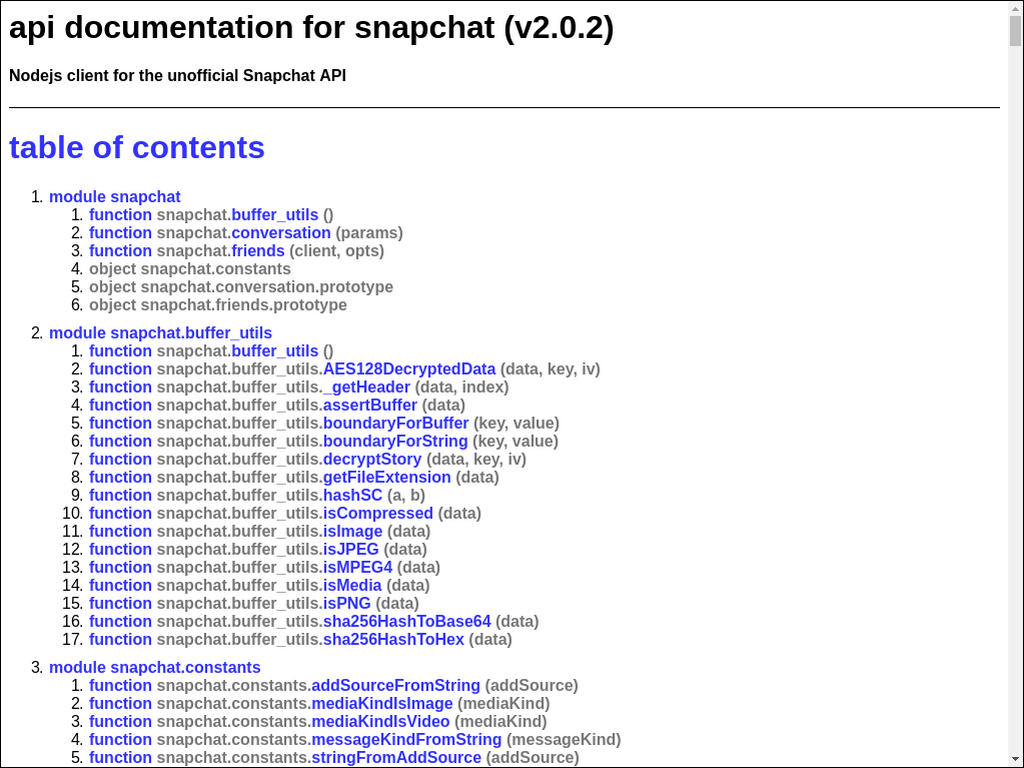 api documentation for snapchat (v2.0.2)
Nodejs client for the unofficial Snapchat API
table of contents
1. module snapchat
1. function snapchat.buffer_utils ()
2. function snapchat.conversation (params)
3. function snapchat.friends (client, opts)
4. object snapchat.constants
5. object snapchat.conversation.prototype
6. object snapchat.friends.prototype
2. module snapchat.buffer_utils
1. function snapchat.buffer_utils ()
2. function snapchat.buffer_utils.AES128DecryptedData (data, key, iv)
3. function snapchat.buffer_utils._getHeader (data, index)
4. function snapchat.buffer_utils.assertBuffer (data)
5. function snapchat.buffer_utils.boundaryForBuffer (key, value)
6. function snapchat.buffer_utils.boundaryForString (key, value)
7. function snapchat.buffer_utils.decryptStory (data, key, iv)
8. function snapchat.buffer_utils.getFileExtension (data)
9. function snapchat.buffer_utils.hashSC (a, b)
10. function snapchat.buffer_utils.isCompressed (data)
11. function snapchat.buffer_utils.isImage (data)
12. function snapchat.buffer_utils.isJPEG (data)
13. function snapchat.buffer_utils.isMPEG4 (data)
14. function snapchat.buffer_utils.isMedia (data)
15. function snapchat.buffer_utils.isPNG (data)
16. function snapchat.buffer_utils.sha256HashToBase64 (data)
17. function snapchat.buffer_utils.sha256HashToHex (data)
3. module snapchat.constants
1. function snapchat.constants.addSourceFromString (addSource)
2. function snapchat.constants.mediaKindIsImage (mediaKind)
3. function snapchat.constants.mediaKindIsVideo (mediaKind)
4. function snapchat.constants.messageKindFromString (messageKind)
5. function snapchat.constants.stringFromAddSource (addSource)